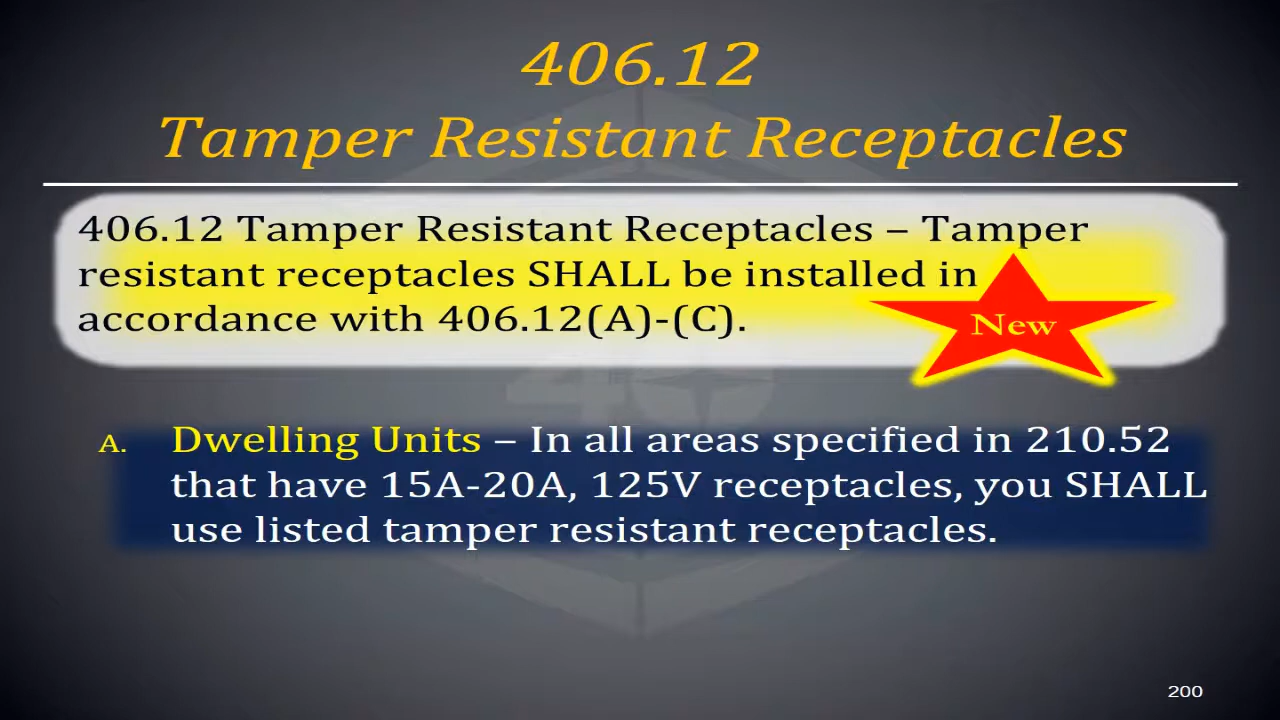 406.12
Tamper Resistant Receptacles
406.12 Tamper Resistant Receptacles – Tamper
resistant receptacles SHALL be installed in
accordance with 406.12(A)-(C).
New
A. Dwelling Units – In all areas specified in 210.52
that have 15A-20A, 125V receptacles, you SHALL
use listed tamper resistant receptacles.
200